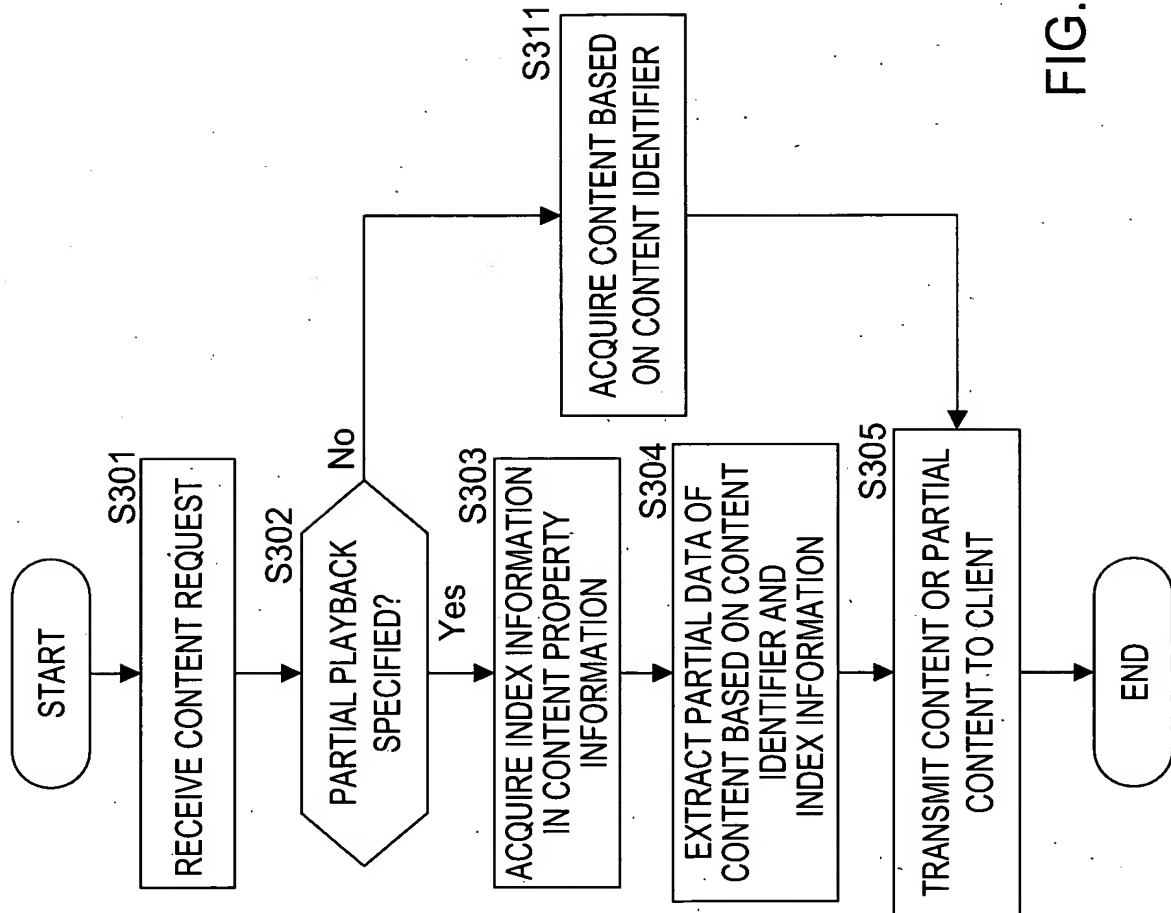 START
S301
RECEIVE CONTENT REQUEST
S302
PARTIAL PLAYBACK
SPECIFIED?
No
Yes
S303
ACQUIRE INDEX INFORMATION
IN CONTENT PROPERTY
INFORMATION
S304
EXTRACT PARTIAL DATA OF
CONTENT BASED ON CONTENT
IDENTIFIER AND
INDEX INFORMATION
S311
ACQUIRE CONTENT BASED
ON CONTENT IDENTIFIER
S305
TRANSMIT CONTENT OR PARTIAL
CONTENT TO CLIENT
END
FIG.